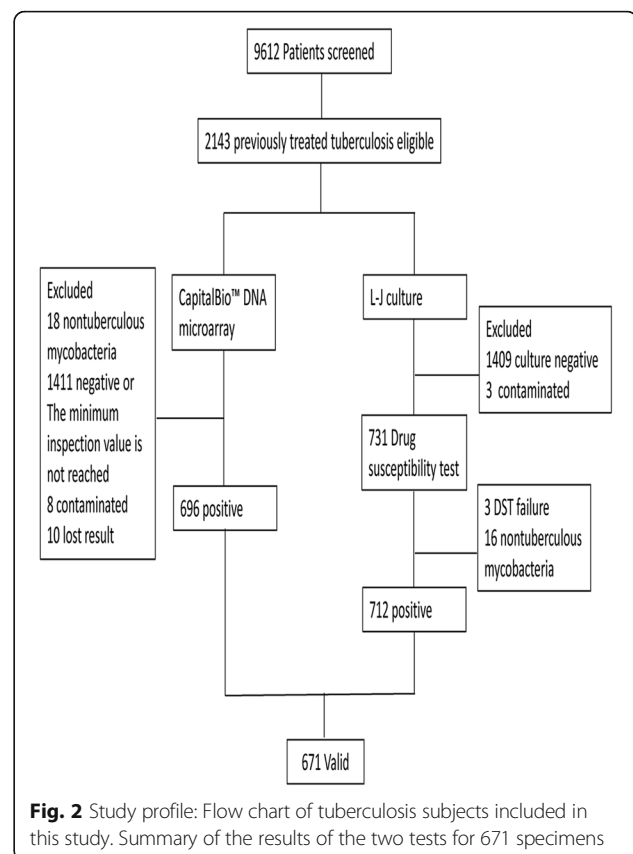 9612 Patients screened
2143 previously treated tuberculosis eligible
Excluded
18 nontuberculous
mycobacteria
1411 negative or
The minimum
inspection value is
not reached
8 contaminated
10 lost result
CapitalBio™ DNA
microarray
696 positive
L-J culture
Excluded
1409 culture negative
3 contaminated
731 Drug
susceptibility test
3 DST failure
16 nontuberculous
mycobacteria
712 positive
671 Valid
Fig. 2 Study profile: Flow chart of tuberculosis subjects included in
this study. Summary of the results of the two tests for 671 specimens